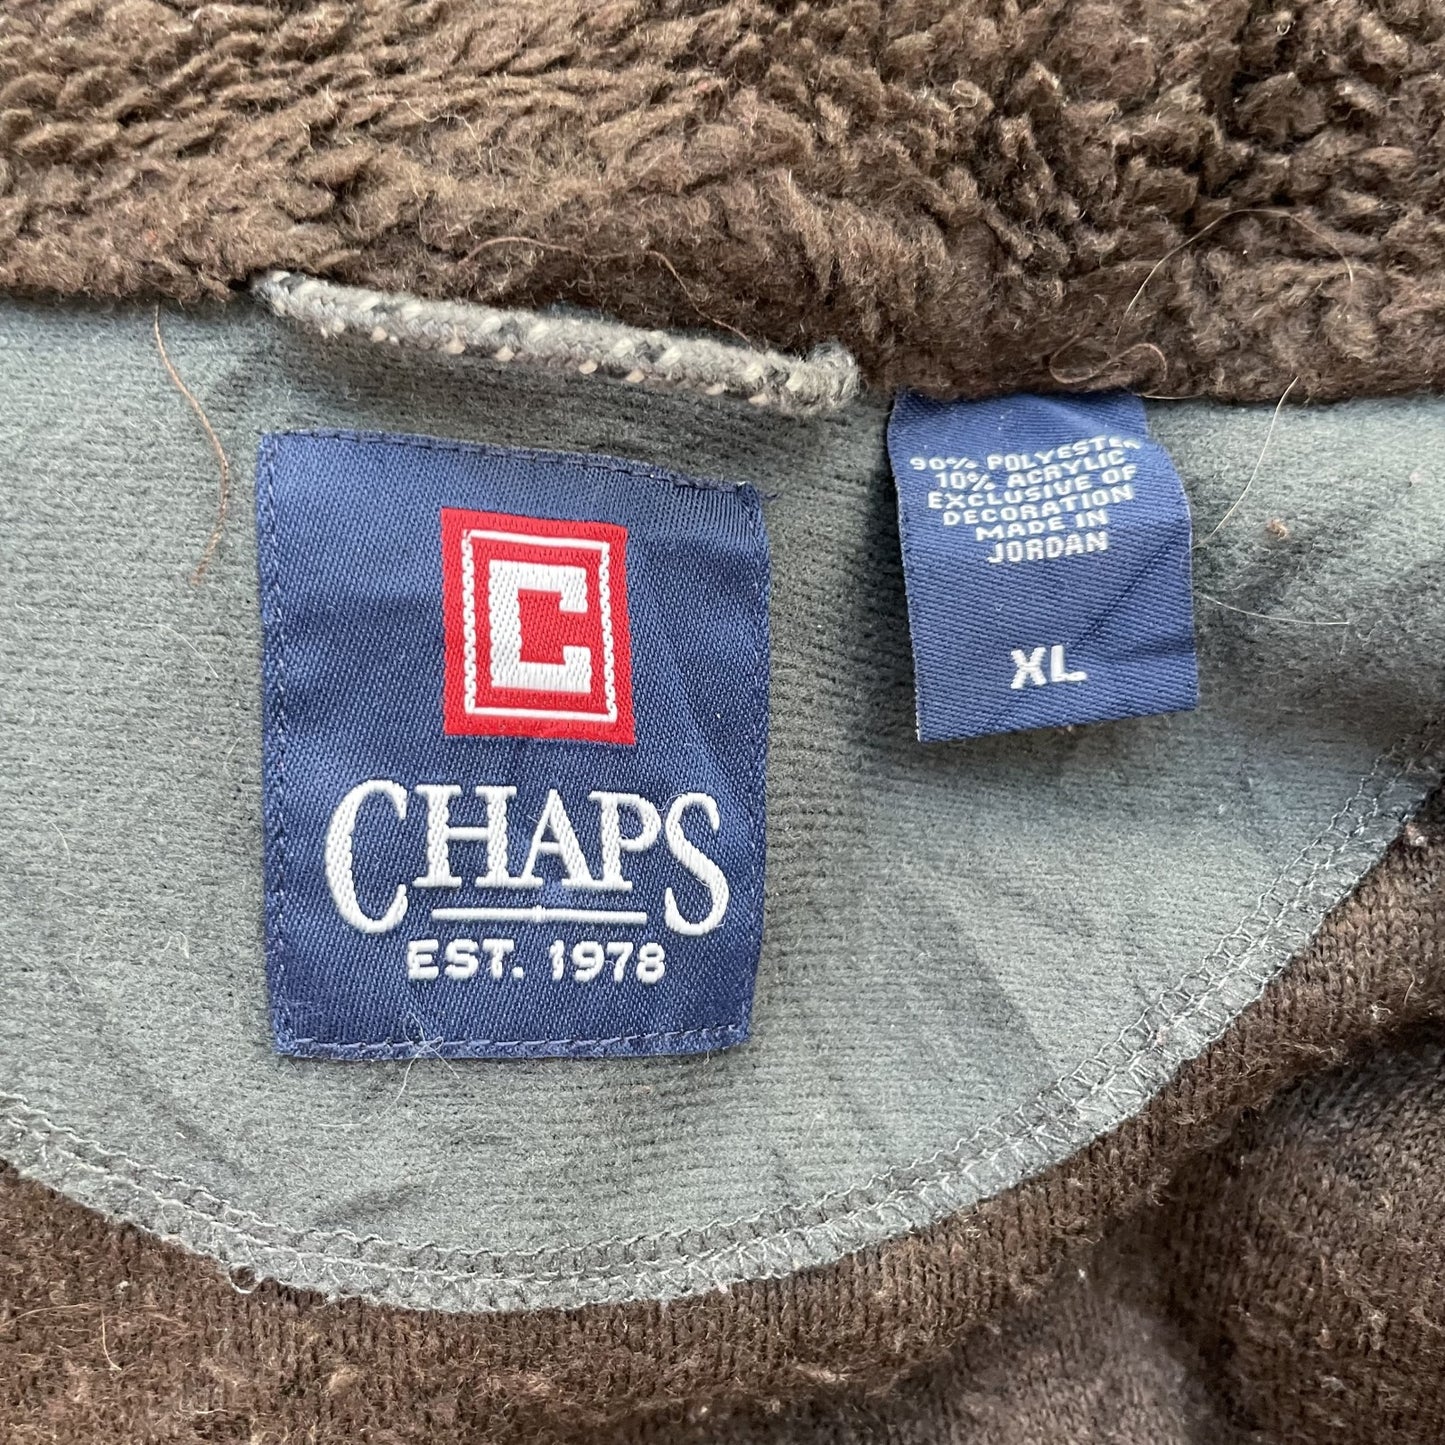 C
CHAPS
EST. 1978
90% POLYESTER
10% ACRYLIC
EXCLUSIVE OF
DECORATION
MADE IN
JORDAN
XL